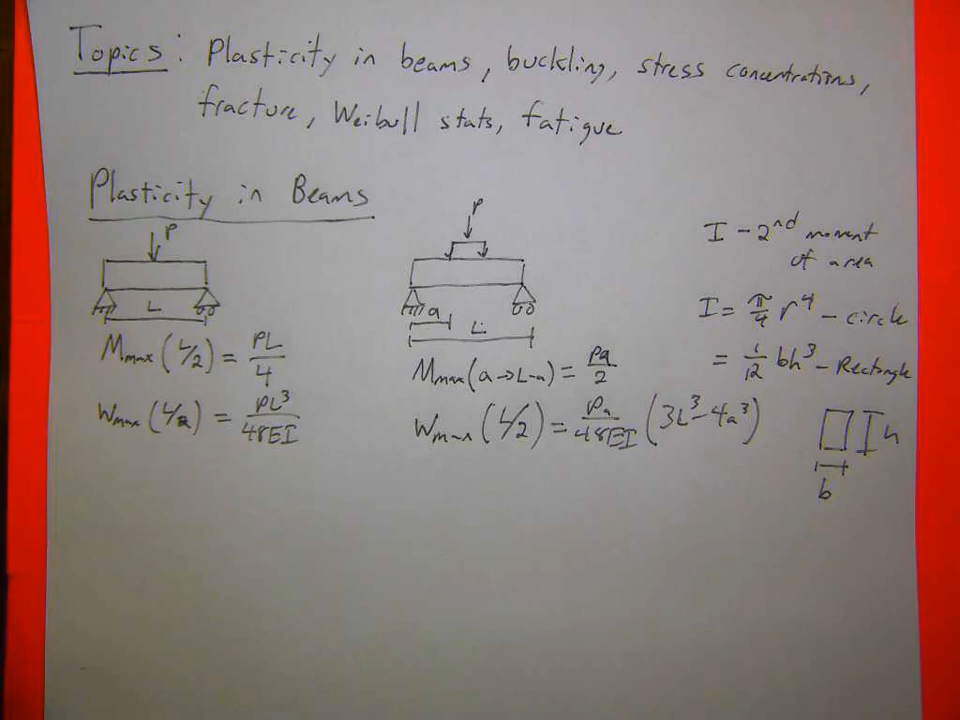 Topics: Plasticity in beams, buckling, stress concentrations,
fracture, Weibull stats, fatigue
Plasticity in Beams
P
L
Mmax(L/2) = PL/4
Wmax(L/2) = PL³/48EI
P
a
L
Mmax(a→L-a) = Pa/2
Wmax(L/2) = Pa/48EI (3L³-4a³)
I - 2nd moment
of area
I = π/4 r⁴ - circle
= 1/12 bh³ - Rectangle
h
b